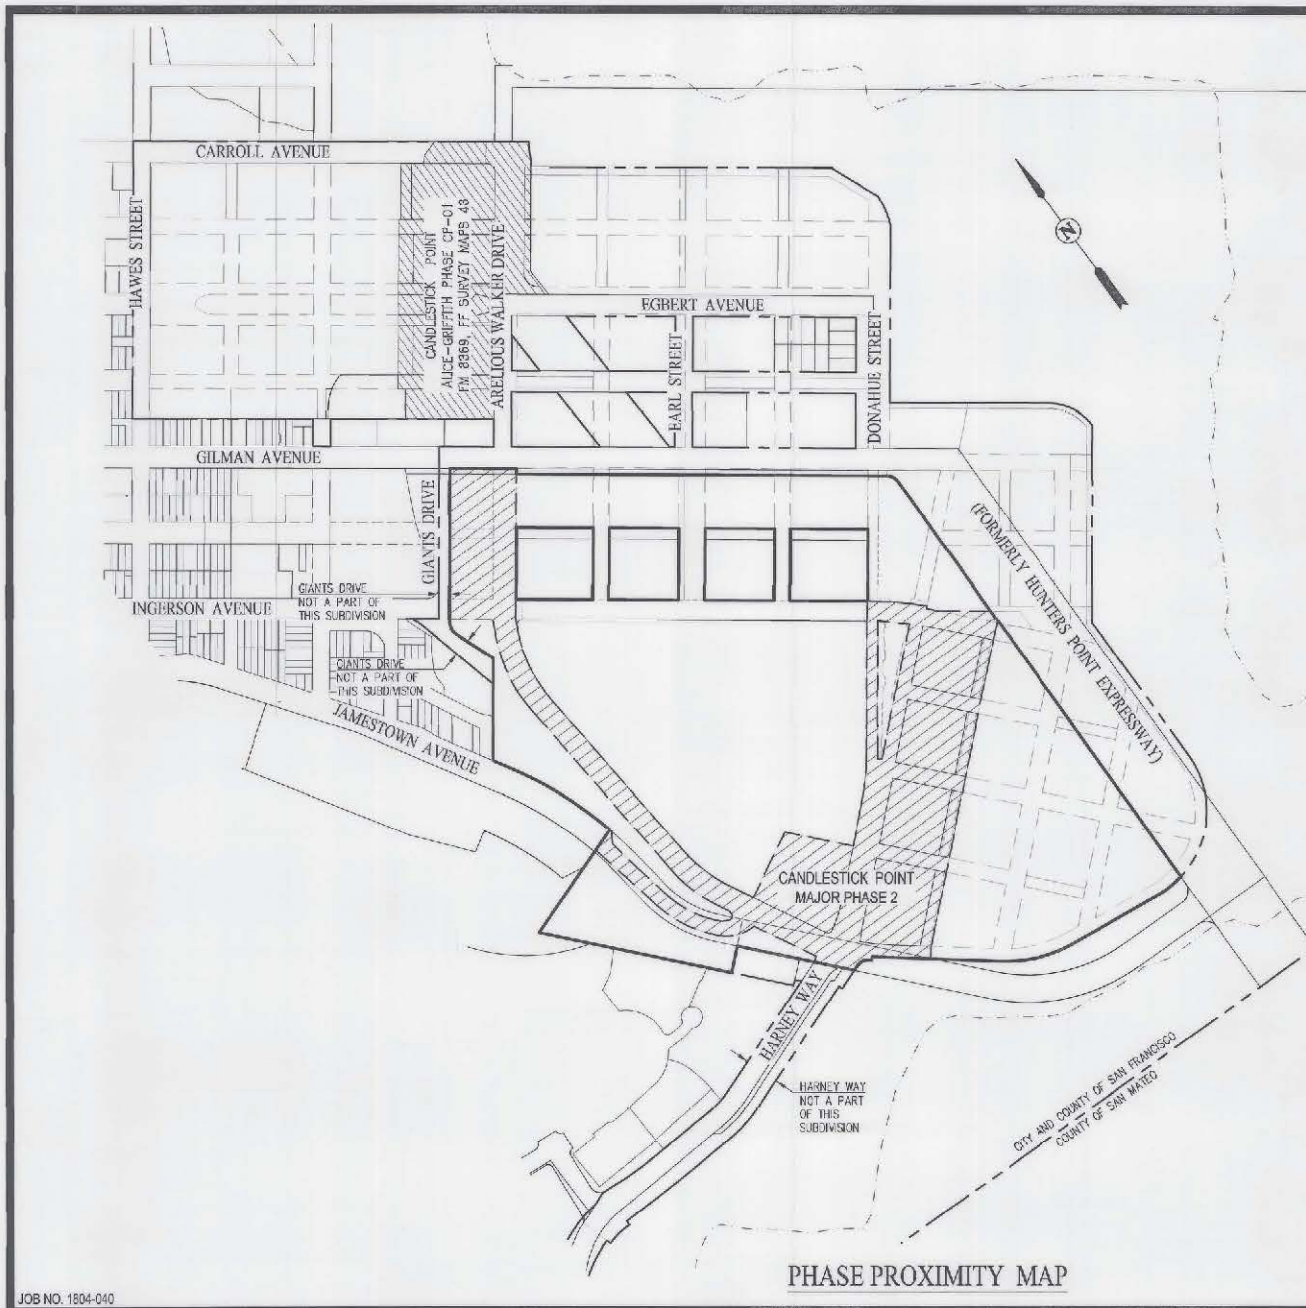 CARROLL AVENUE
HAWES STREET
CANDLESTICK POINT
ALICE-GRIFFITH PHASE CP-01
FM 8369, FF SURVEY MAPS 43
ARELIOUS WALKER DRIVE
N
EGBERT AVENUE
EARL STREET
DONAHUE STREET
GILMAN AVENUE
GIANTS DRIVE
(FORMERLY HUNTERS POINT EXPRESSWAY)
GIANTS DRIVE
NOT A PART OF
THIS SUBDIVISION
INGERSON AVENUE
GIANTS DRIVE
NOT A PART OF
THIS SUBDIVISION
JAMESTOWN AVENUE
CANDLESTICK POINT
MAJOR PHASE 2
HARNEY WAY
HARNEY WAY
NOT A PART
OF THIS
SUBDIVISION
CITY AND COUNTY OF SAN FRANCISCO
COUNTY OF SAN MATEO
PHASE PROXIMITY MAP
JOB NO. 1804-040